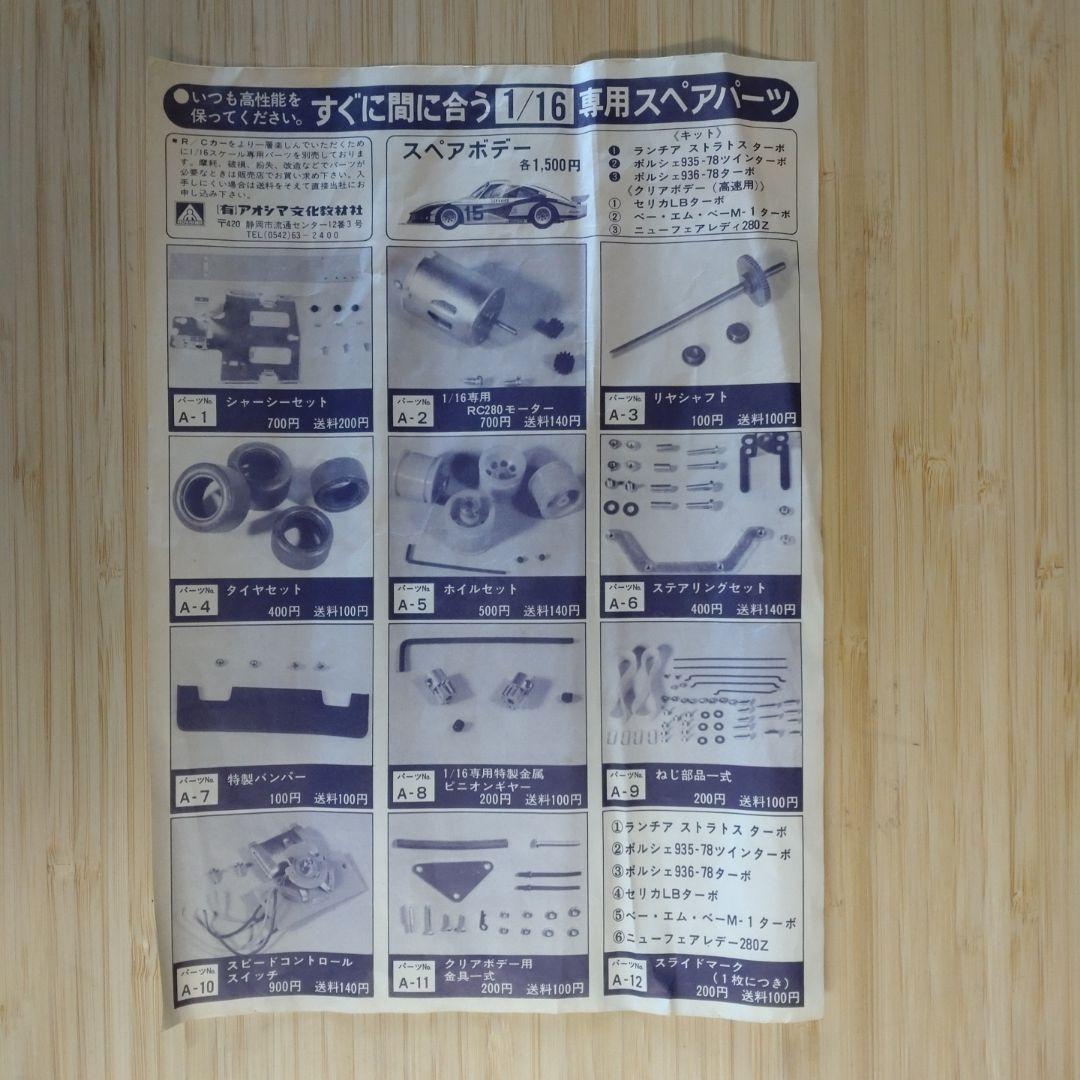 ●いつも高性能を
保ってください。
すぐに間に合う 1/16 専用スペアパーツ
*R/Cカーをより一層楽しんでいただくため
に1/16スケール専用パーツを別売しておりま
す。摩耗、破損、紛失、改造などでパーツが
必要なときは販売店でお買い求め下さい。入
手しにくい場合は送料をそえて直接当社にお
申し込み下さい。
(有)アオシマ文化教材社
〒420 静岡市流通センター12番3号
TEL(0542)63-2400
スペアボデー
各1,500円
15
《キット》
❶ ランチア ストラトス ターボ
❷ ポルシェ935-78ツインターボ
❸ ポルシェ936-78ターボ
《クリアボデー(高速用)》
① セリカLBターボ
② ベー・エム・ベーM-1ターボ
③ ニューフェアレディ280Z
パーツNo. A-1
シャーシーセット
700円 送料200円
パーツNo. A-2
1/16専用
RC280モーター
700円 送料140円
パーツNo. A-3
リヤシャフト
100円 送料100円
パーツNo. A-4
タイヤセット
400円 送料100円
パーツNo. A-5
ホイルセット
500円 送料140円
パーツNo. A-6
ステアリングセット
400円 送料140円
パーツNo. A-7
特製バンパー
100円 送料100円
パーツNo. A-8
1/16専用特製金属
ピニオンギヤー
200円 送料100円
パーツNo. A-9
ねじ部品一式
200円 送料100円
パーツNo. A-10
スピードコントロール
スイッチ
900円 送料140円
パーツNo. A-11
クリアボデー用
金具一式
200円 送料100円
①ランチア ストラトス ターボ
②ポルシェ935-78ツインターボ
③ポルシェ936-78ターボ
④セリカLBターボ
⑤ベー・エム・ベーM-1ターボ
⑥ニューフェアレデー280Z
パーツNo. A-12
スライドマーク
(1枚につき)
200円 送料100円